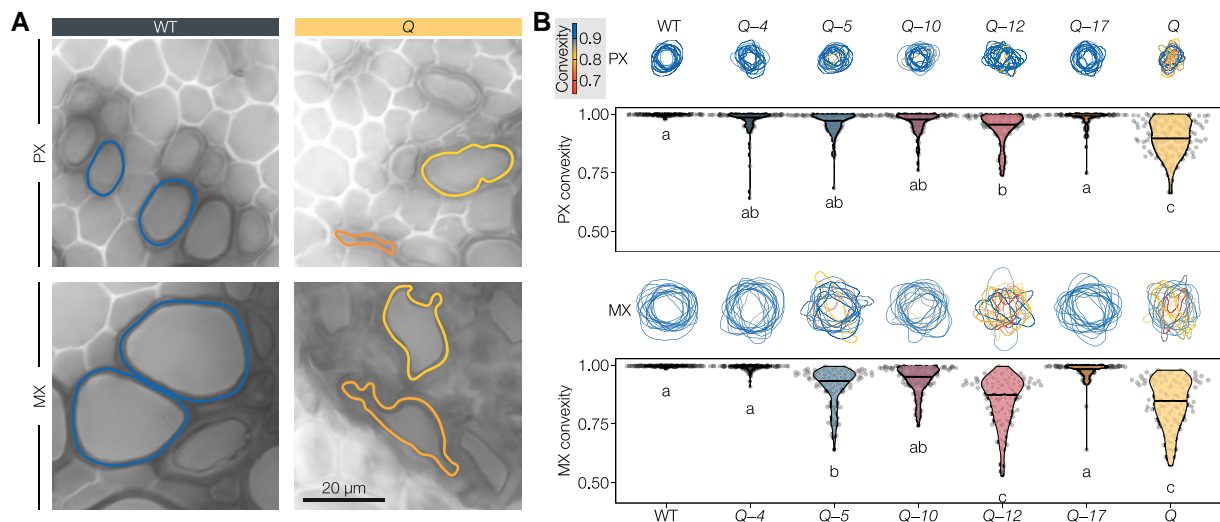 A
WT
Q
PX
MX
20 μm
B
Convexity
0.9
0.8
0.7
WT
Q–4
Q–5
Q–10
Q–12
Q–17
Q
PX
PX convexity
1.00
0.75
0.50
a
ab
ab
ab
b
a
c
MX
MX convexity
1.00
0.75
0.50
a
a
b
ab
c
a
c
WT
Q–4
Q–5
Q–10
Q–12
Q–17
Q